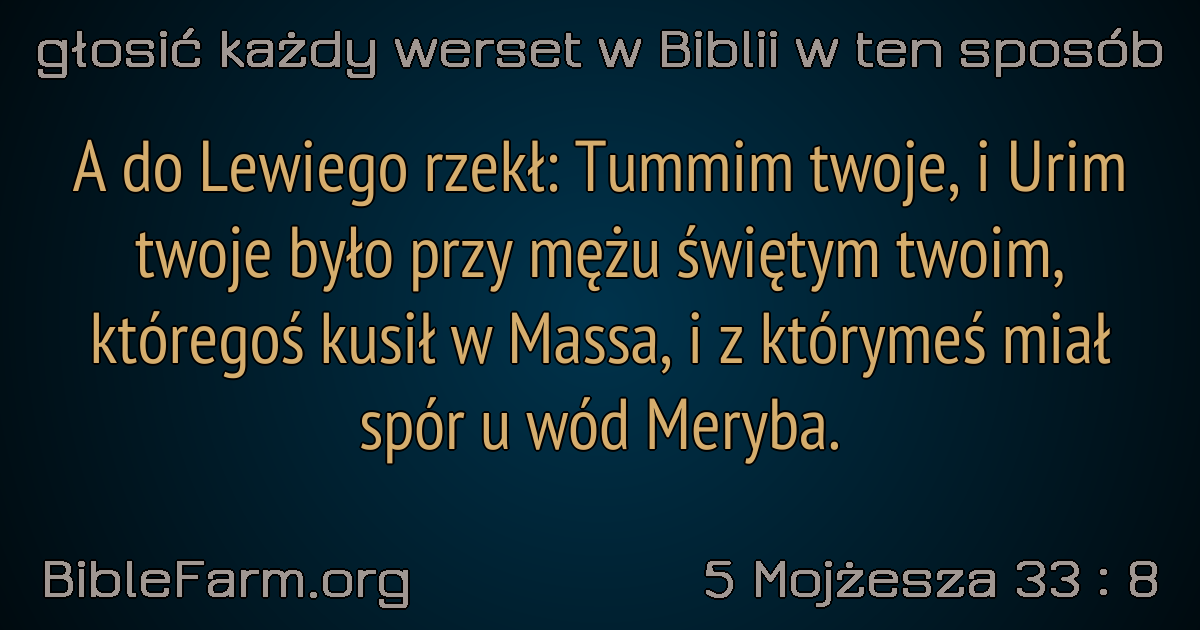 głosić każdy werset w Biblii w ten sposób
A do Lewiego rzekł: Tummim twoje, i Urim
twoje było przy mężu świętym twoim,
któregoś kusił w Massa, i z którymeś miał
spór u wód Meryba.
BibleFarm.org
5 Mojżesza 33 : 8